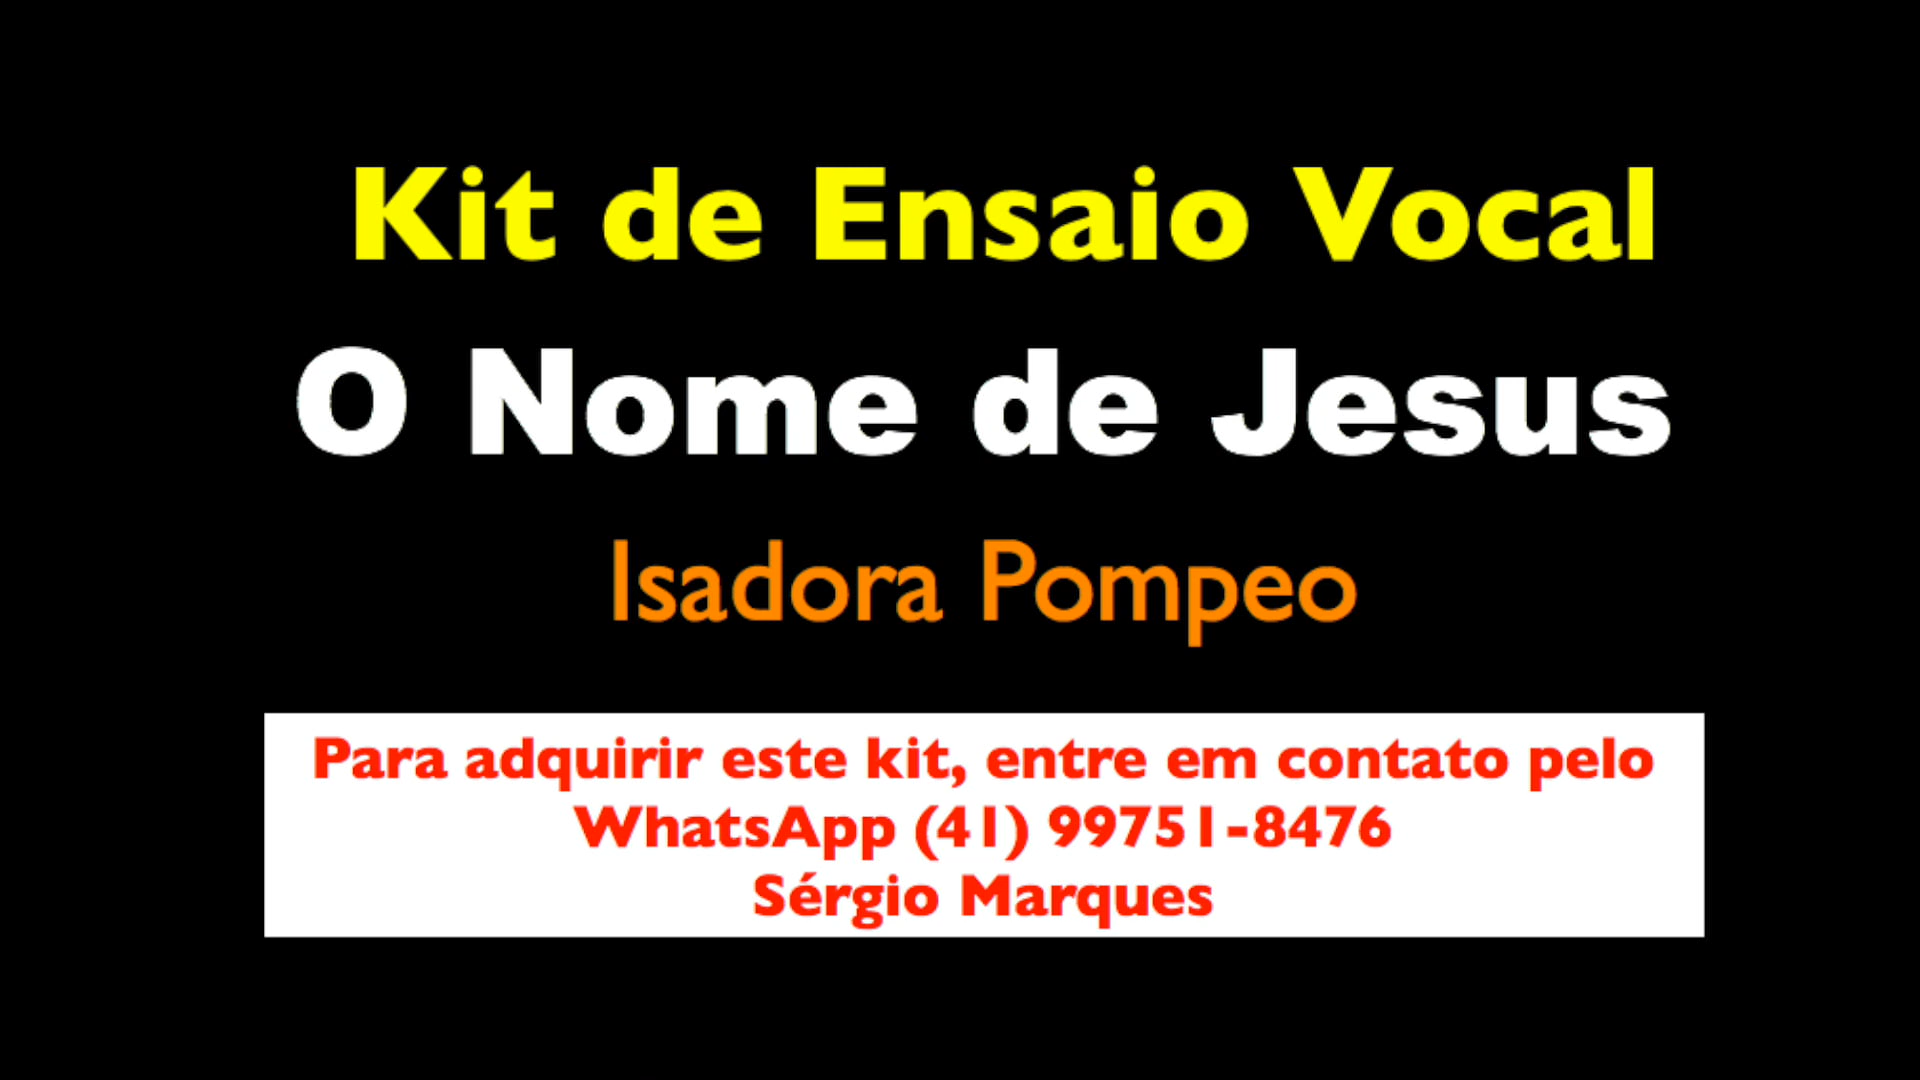 Kit de Ensaio Vocal
O Nome de Jesus
Isadora Pompeo
Para adquirir este kit, entre em contato pelo
WhatsApp (41) 99751-8476
Sérgio Marques